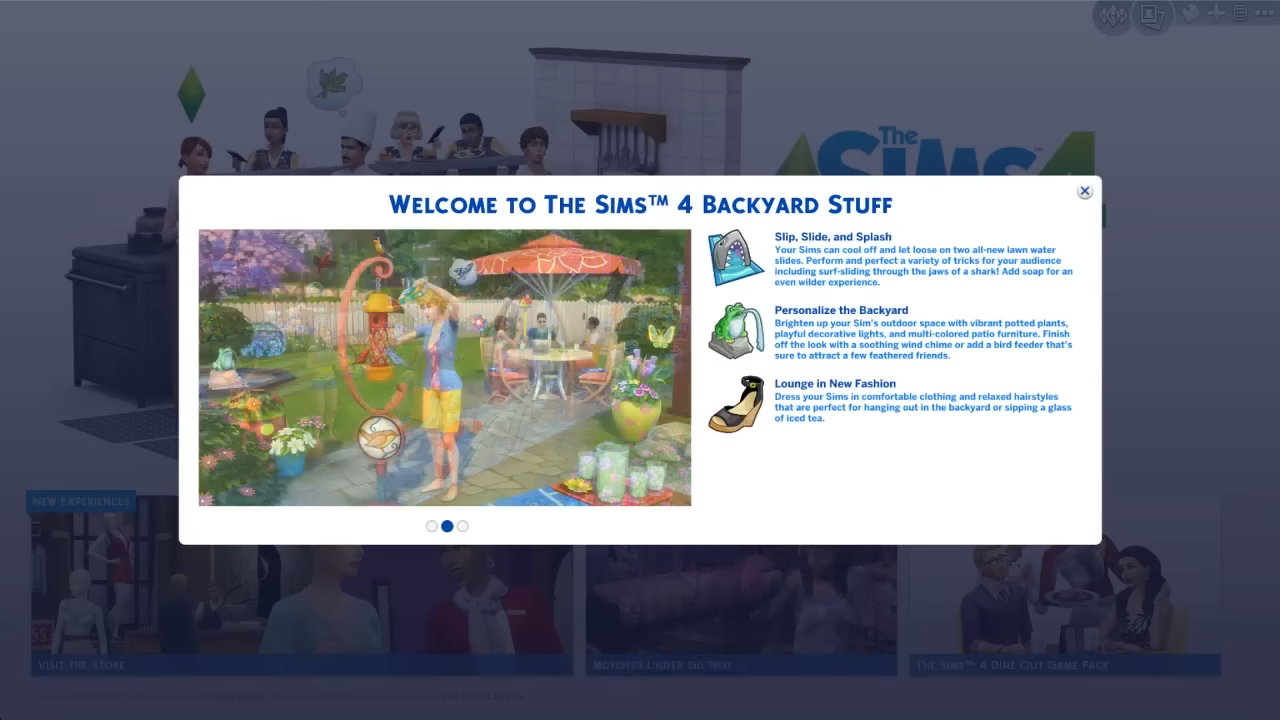 The
SiMS 4
WELCOME TO THE SIMS™ 4 BACKYARD STUFF
Slip, Slide, and Splash
Your Sims can cool off and let loose on two all-new lawn water
slides. Perform and perfect a variety of tricks for your audience
including surf-sliding through the jaws of a shark! Add soap for an
even wilder experience.
Personalize the Backyard
Brighten up your Sim's outdoor space with vibrant potted plants,
playful decorative lights, and multi-colored patio furniture. Finish
off the look with a soothing wind chime or add a bird feeder that's
sure to attract a few feathered friends.
Lounge in New Fashion
Dress your Sims in comfortable clothing and relaxed hairstyles
that are perfect for hanging out in the backyard or sipping a glass
of iced tea.
NEW EXPERIENCES
VISIT THE STORE
THE SIMS™ 4 DINE OUT GAME PACK